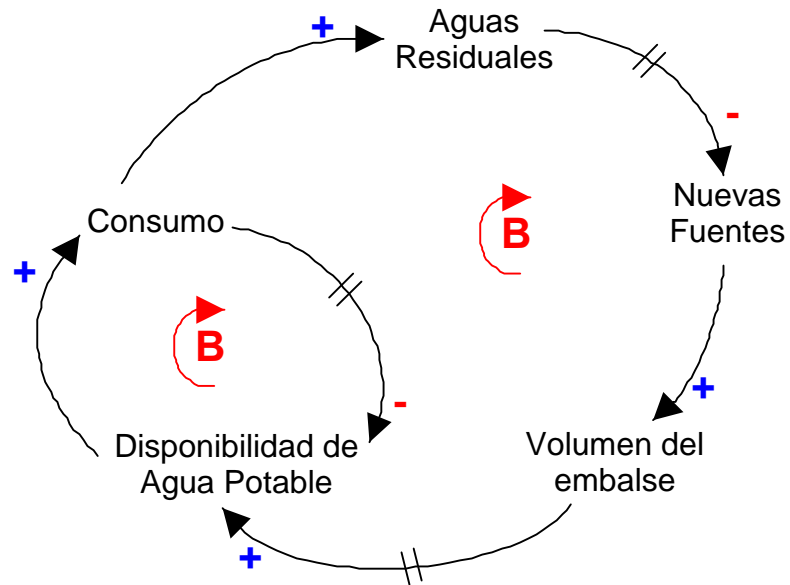 +
Aguas
Residuales
-
Nuevas
Fuentes
Consumo
B
+
B
+
-
Disponibilidad de
Agua Potable
Volumen del
embalse
+